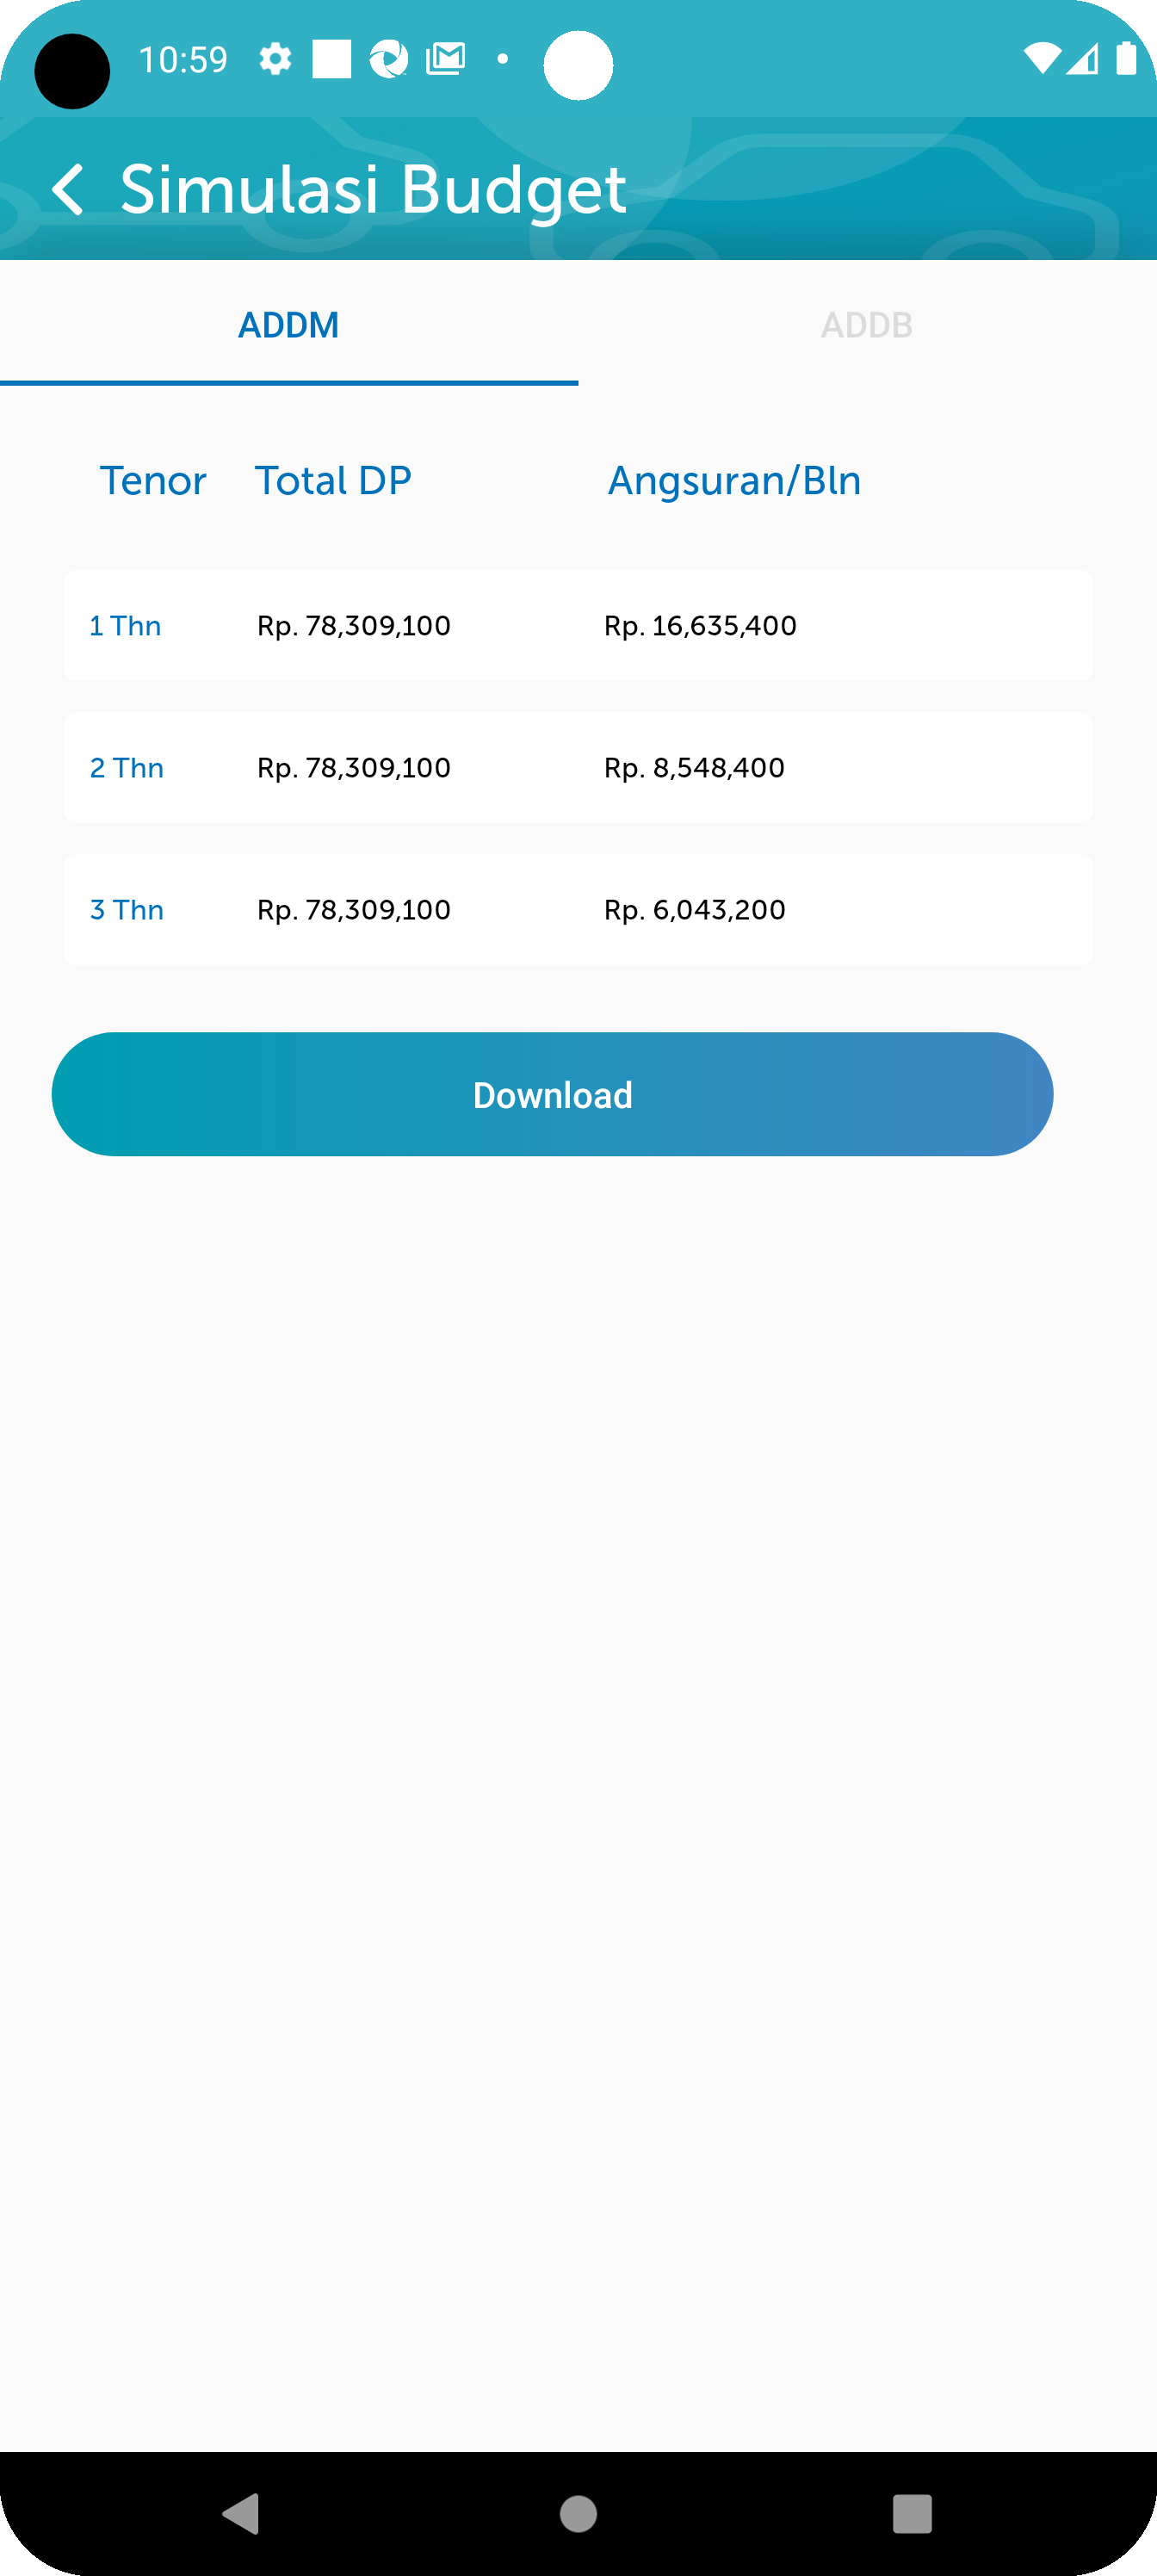 10:59
Simulasi Budget
ADDM ADDB
Tenor Total DP Angsuran/Bln
1 Thn Rp. 78,309,100 Rp. 16,635,400
2 Thn Rp. 78,309,100 Rp. 8,548,400
3 Thn Rp. 78,309,100 Rp. 6,043,200
Download